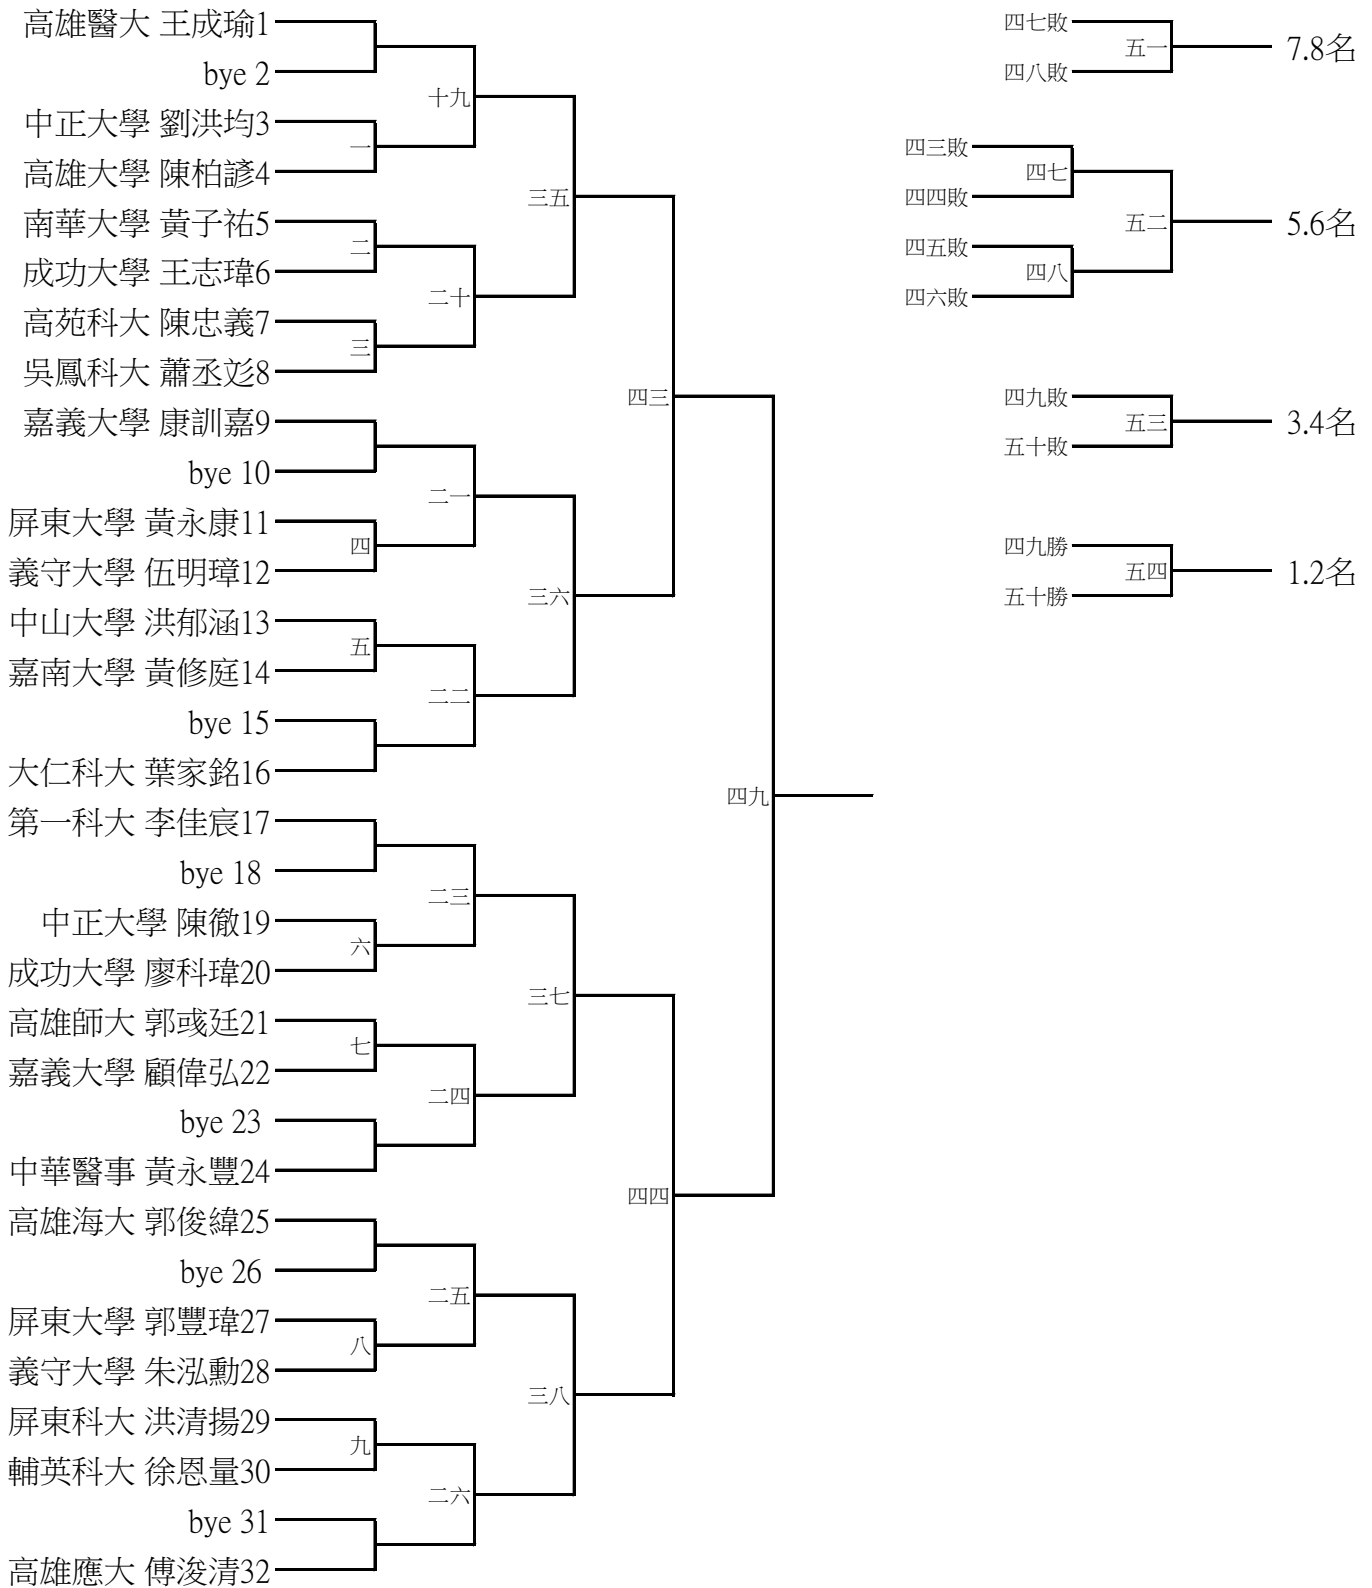 高雄醫大 王成瑜1
bye 2
中正大學 劉洪均3
高雄大學 陳柏諺4
南華大學 黃子祐5
成功大學 王志瑋6
高苑科大 陳忠義7
吳鳳科大 蕭丞彣8
嘉義大學 康訓嘉9
bye 10
屏東大學 黃永康11
義守大學 伍明璋12
中山大學 洪郁涵13
嘉南大學 黃修庭14
bye 15
大仁科大 葉家銘16
第一科大 李佳宸17
bye 18
中正大學 陳徹19
成功大學 廖科瑋20
高雄師大 郭彧廷21
嘉義大學 顧偉弘22
bye 23
中華醫事 黃永豐24
高雄海大 郭俊緯25
bye 26
屏東大學 郭豐瑋27
義守大學 朱泓勳28
屏東科大 洪清揚29
輔英科大 徐恩量30
bye 31
高雄應大 傅浚清32
一
二
三
四
五
六
七
八
九
十九
二十
二一
二二
二三
二四
二五
二六
三五
三六
三七
三八
四三
四四
四九
四七敗
五一
四八敗
7.8名
四三敗
四七
四四敗
五二
四五敗
四八
四六敗
5.6名
四九敗
五三
五十敗
3.4名
四九勝
五四
五十勝
1.2名